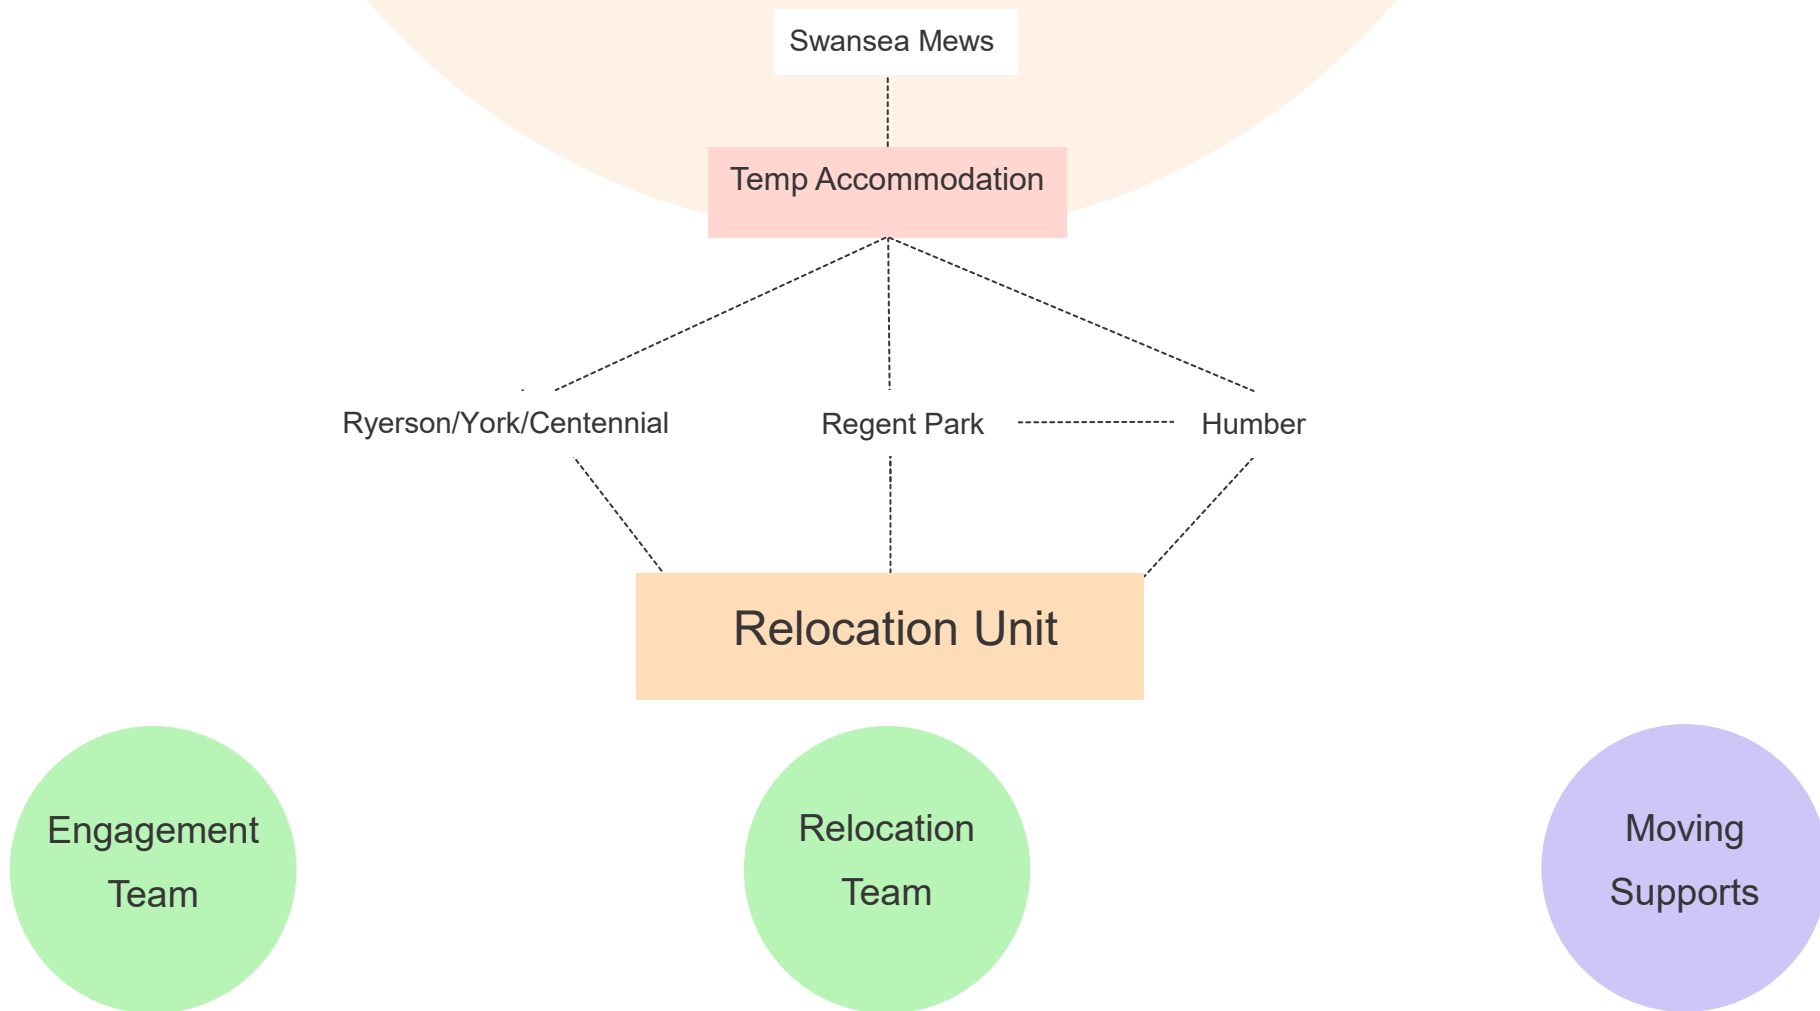 Swansea Mews
Temp Accommodation
Ryerson/York/Centennial
Regent Park
Humber
Relocation Unit
Engagement
Team
Relocation
Team
Moving
Supports